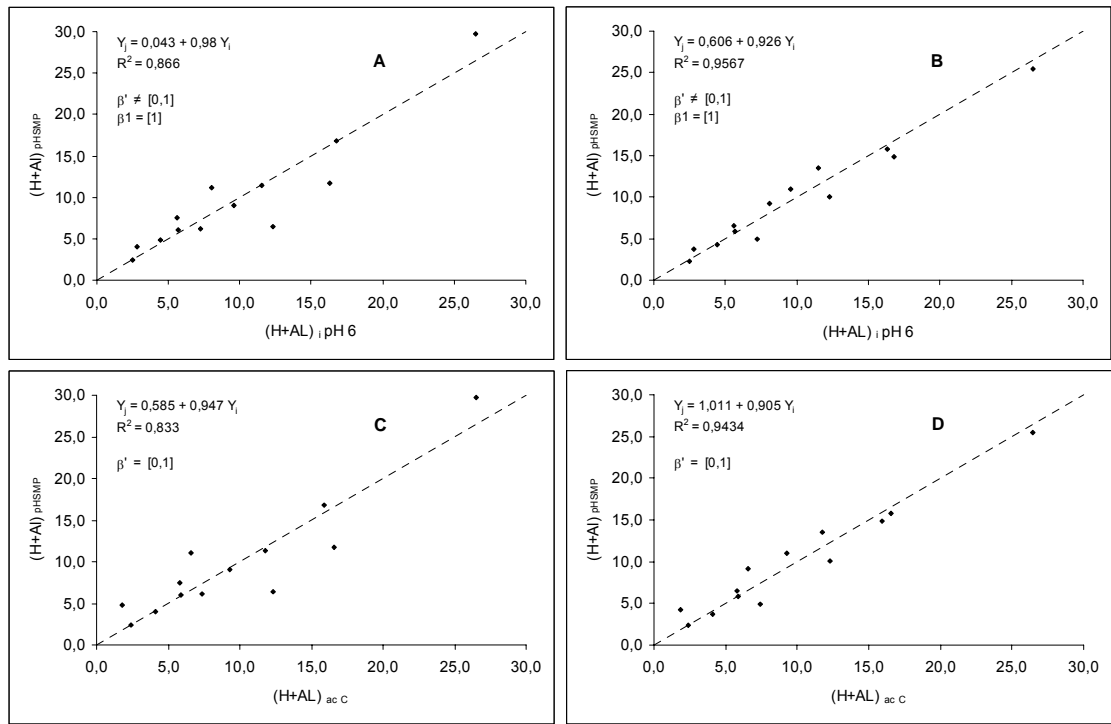 30,0
25,0
20,0
15,0
10,0
5,0
0,0
Yj = 0,043 + 0,98 Yi
R² = 0,866
β' ≠ [0,1]
β1 = [1]
A
(H+Al) pHSMP
0,0 5,0 10,0 15,0 20,0 25,0 30,0
(H+AL) i pH 6
30,0
25,0
20,0
15,0
10,0
5,0
0,0
Yj = 0,606 + 0,926 Yi
R² = 0,9567
β' ≠ [0,1]
β1 = [1]
B
(H+Al) pHSMP
0,0 5,0 10,0 15,0 20,0 25,0 30,0
(H+AL) i pH 6
30,0
25,0
20,0
15,0
10,0
5,0
0,0
Yj = 0,585 + 0,947 Yi
R² = 0,833
β' = [0,1]
C
(H+Al) pHSMP
0,0 5,0 10,0 15,0 20,0 25,0 30,0
(H+AL) ac C
30,0
25,0
20,0
15,0
10,0
5,0
0,0
Yj = 1,011 + 0,905 Yi
R² = 0,9434
β' = [0,1]
D
(H+Al) pHSMP
0,0 5,0 10,0 15,0 20,0 25,0 30,0
(H+AL) ac C